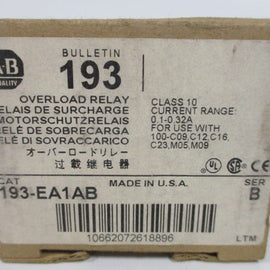 A·B
QUALITY
BULLETIN
193
OVERLOAD RELAY
RELAIS DE SURCHARGE
MOTORSCHUTZRELAIS
RELÉ DE SOBRECARGA
RELÈ DI SOVRACCARICO
オーバーロードリレー
过载继电器
CLASS 10
CURRENT RANGE:
0.1-0.32A
FOR USE WITH
100-C09,C12,C16,
C23,M05,M09
CAT
193-EA1AB
MADE IN U.S.A.
SER
B
10662072618896
LTM